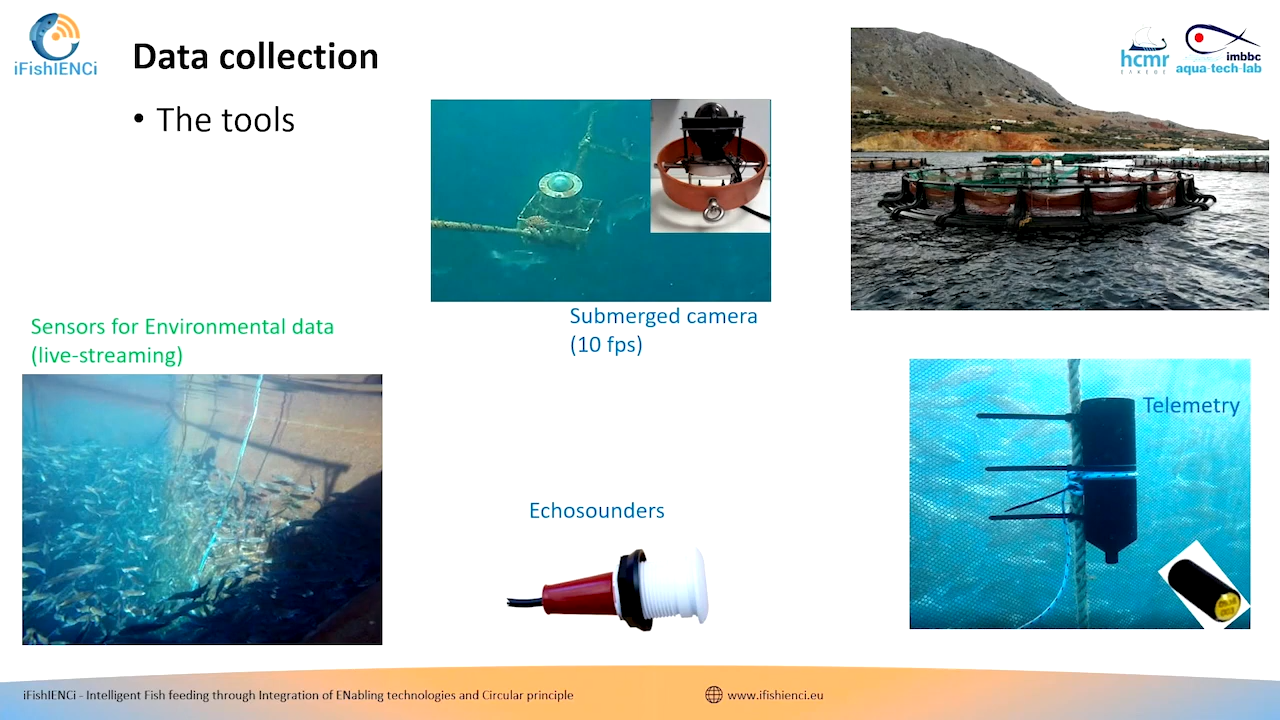 iFishIENCi
Data collection
• The tools
hcmr
ΕΛΚΕΘΕ
imbbc
aqua-tech-lab
Sensors for Environmental data
(live-streaming)
Submerged camera
(10 fps)
Telemetry
Echosounders
iFishIENCi - Intelligent Fish feeding through Integration of ENabling technologies and Circular principle
www.ifishienci.eu